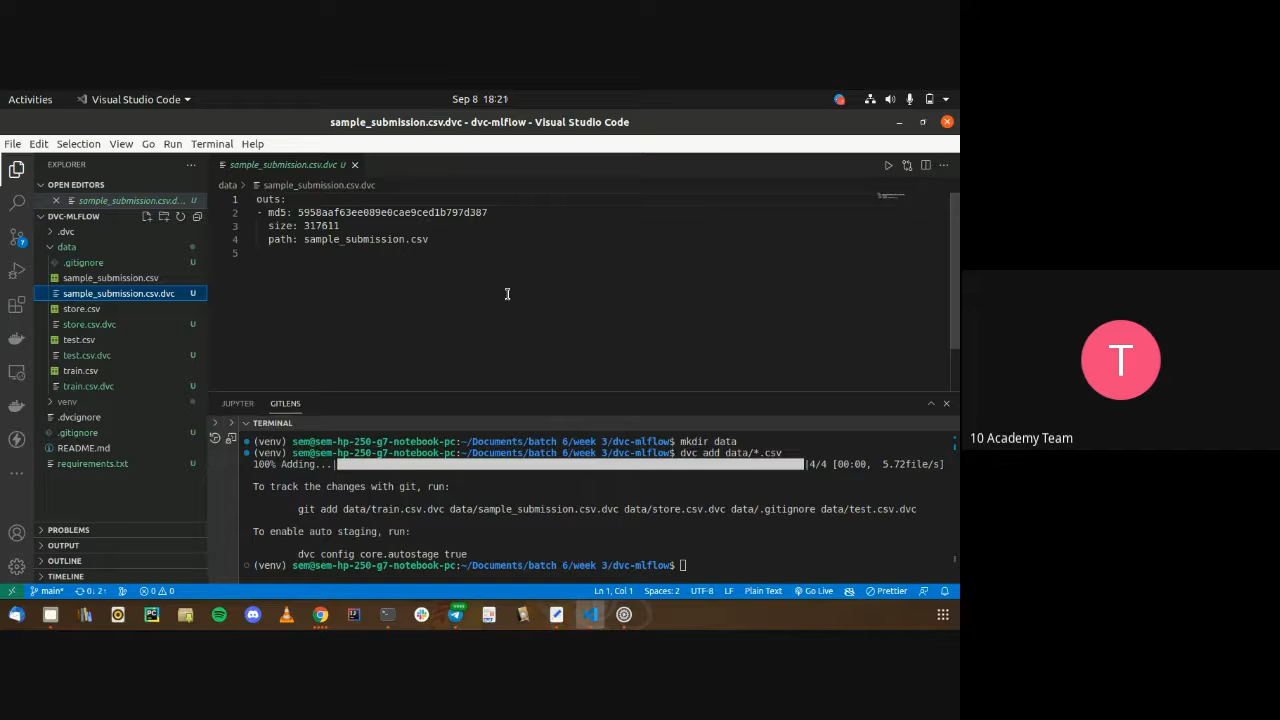 Activities
Visual Studio Code
Sep 8 18:21
sample_submission.csv.dvc - dvc-mlflow - Visual Studio Code
File Edit Selection View Go Run Terminal Help
EXPLORER
OPEN EDITORS
sample_submission.csv.d... U
DVC-MLFLOW
.dvc
data
.gitignore
sample_submission.csv
sample_submission.csv.dvc U
store.csv
store.csv.dvc U
test.csv
test.csv.dvc U
train.csv
train.csv.dvc U
venv
.dvcignore
.gitignore U
README.md
requirements.txt U
PROBLEMS
OUTPUT
OUTLINE
TIMELINE
7
sample_submission.csv.dvc U
data > sample_submission.csv.dvc
1 outs:
2 - md5: 5958aaf63ee089e0cae9ced1b797d387
3 size: 317611
4 path: sample_submission.csv
5
JUPYTER GITLENS
TERMINAL
(venv) sem@sem-hp-250-g7-notebook-pc:~/Documents/batch 6/week 3/dvc-mlflow$ mkdir data
(venv) sem@sem-hp-250-g7-notebook-pc:~/Documents/batch 6/week 3/dvc-mlflow$ dvc add data/*.csv
100% Adding...| |4/4 [00:00, 5.72file/s]
To track the changes with git, run:
git add data/train.csv.dvc data/sample_submission.csv.dvc data/store.csv.dvc data/.gitignore data/test.csv.dvc
To enable auto staging, run:
dvc config core.autostage true
(venv) sem@sem-hp-250-g7-notebook-pc:~/Documents/batch 6/week 3/dvc-mlflow$
main* 0↓ 2↑ 0 0 Ln 1, Col 1 Spaces: 2 UTF-8 LF Plain Text Go Live Prettier
T
10 Academy Team